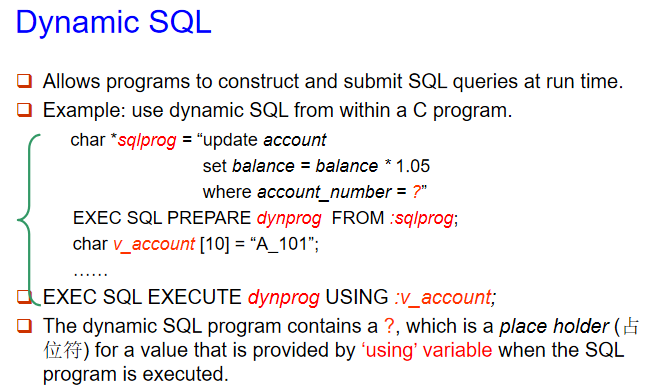 Dynamic SQL
Allows programs to construct and submit SQL queries at run time.
Example: use dynamic SQL from within a C program.
char *sqlprog = “update account
set balance = balance * 1.05
where account_number = ?”
EXEC SQL PREPARE dynprog FROM :sqlprog;
char v_account [10] = “A_101”;
……
EXEC SQL EXECUTE dynprog USING :v_account;
The dynamic SQL program contains a ?, which is a place holder (占
位符) for a value that is provided by ‘using’ variable when the SQL
program is executed.